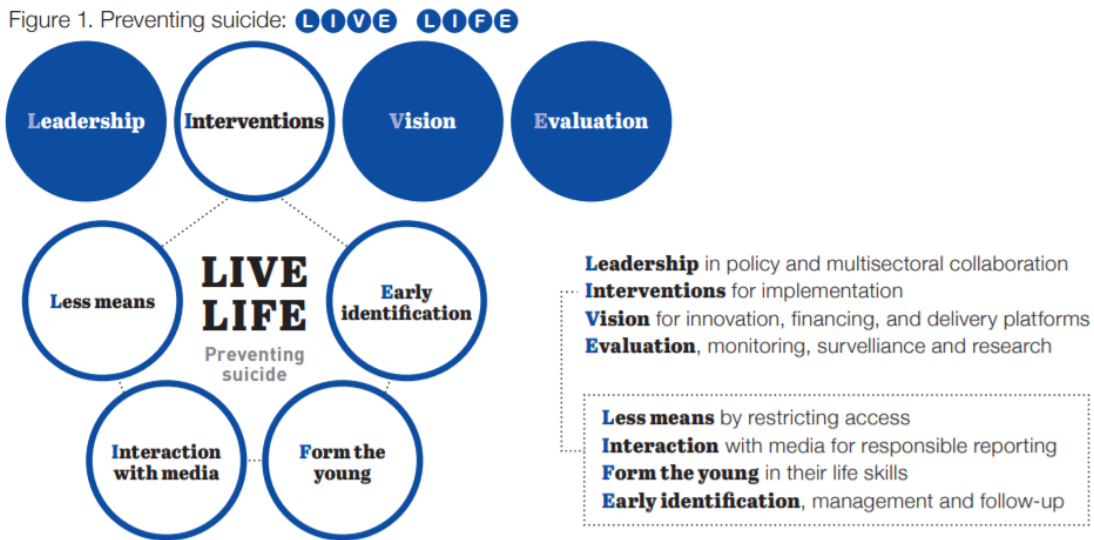 Figure 1. Preventing suicide: LIVE LIFE
Leadership
Interventions
Vision
Evaluation
Less means
LIVE
LIFE
Preventing
suicide
Early
identification
Interaction
with media
Form the
young
Leadership in policy and multisectoral collaboration
Interventions for implementation
Vision for innovation, financing, and delivery platforms
Evaluation, monitoring, survelliance and research
Less means by restricting access
Interaction with media for responsible reporting
Form the young in their life skills
Early identification, management and follow-up